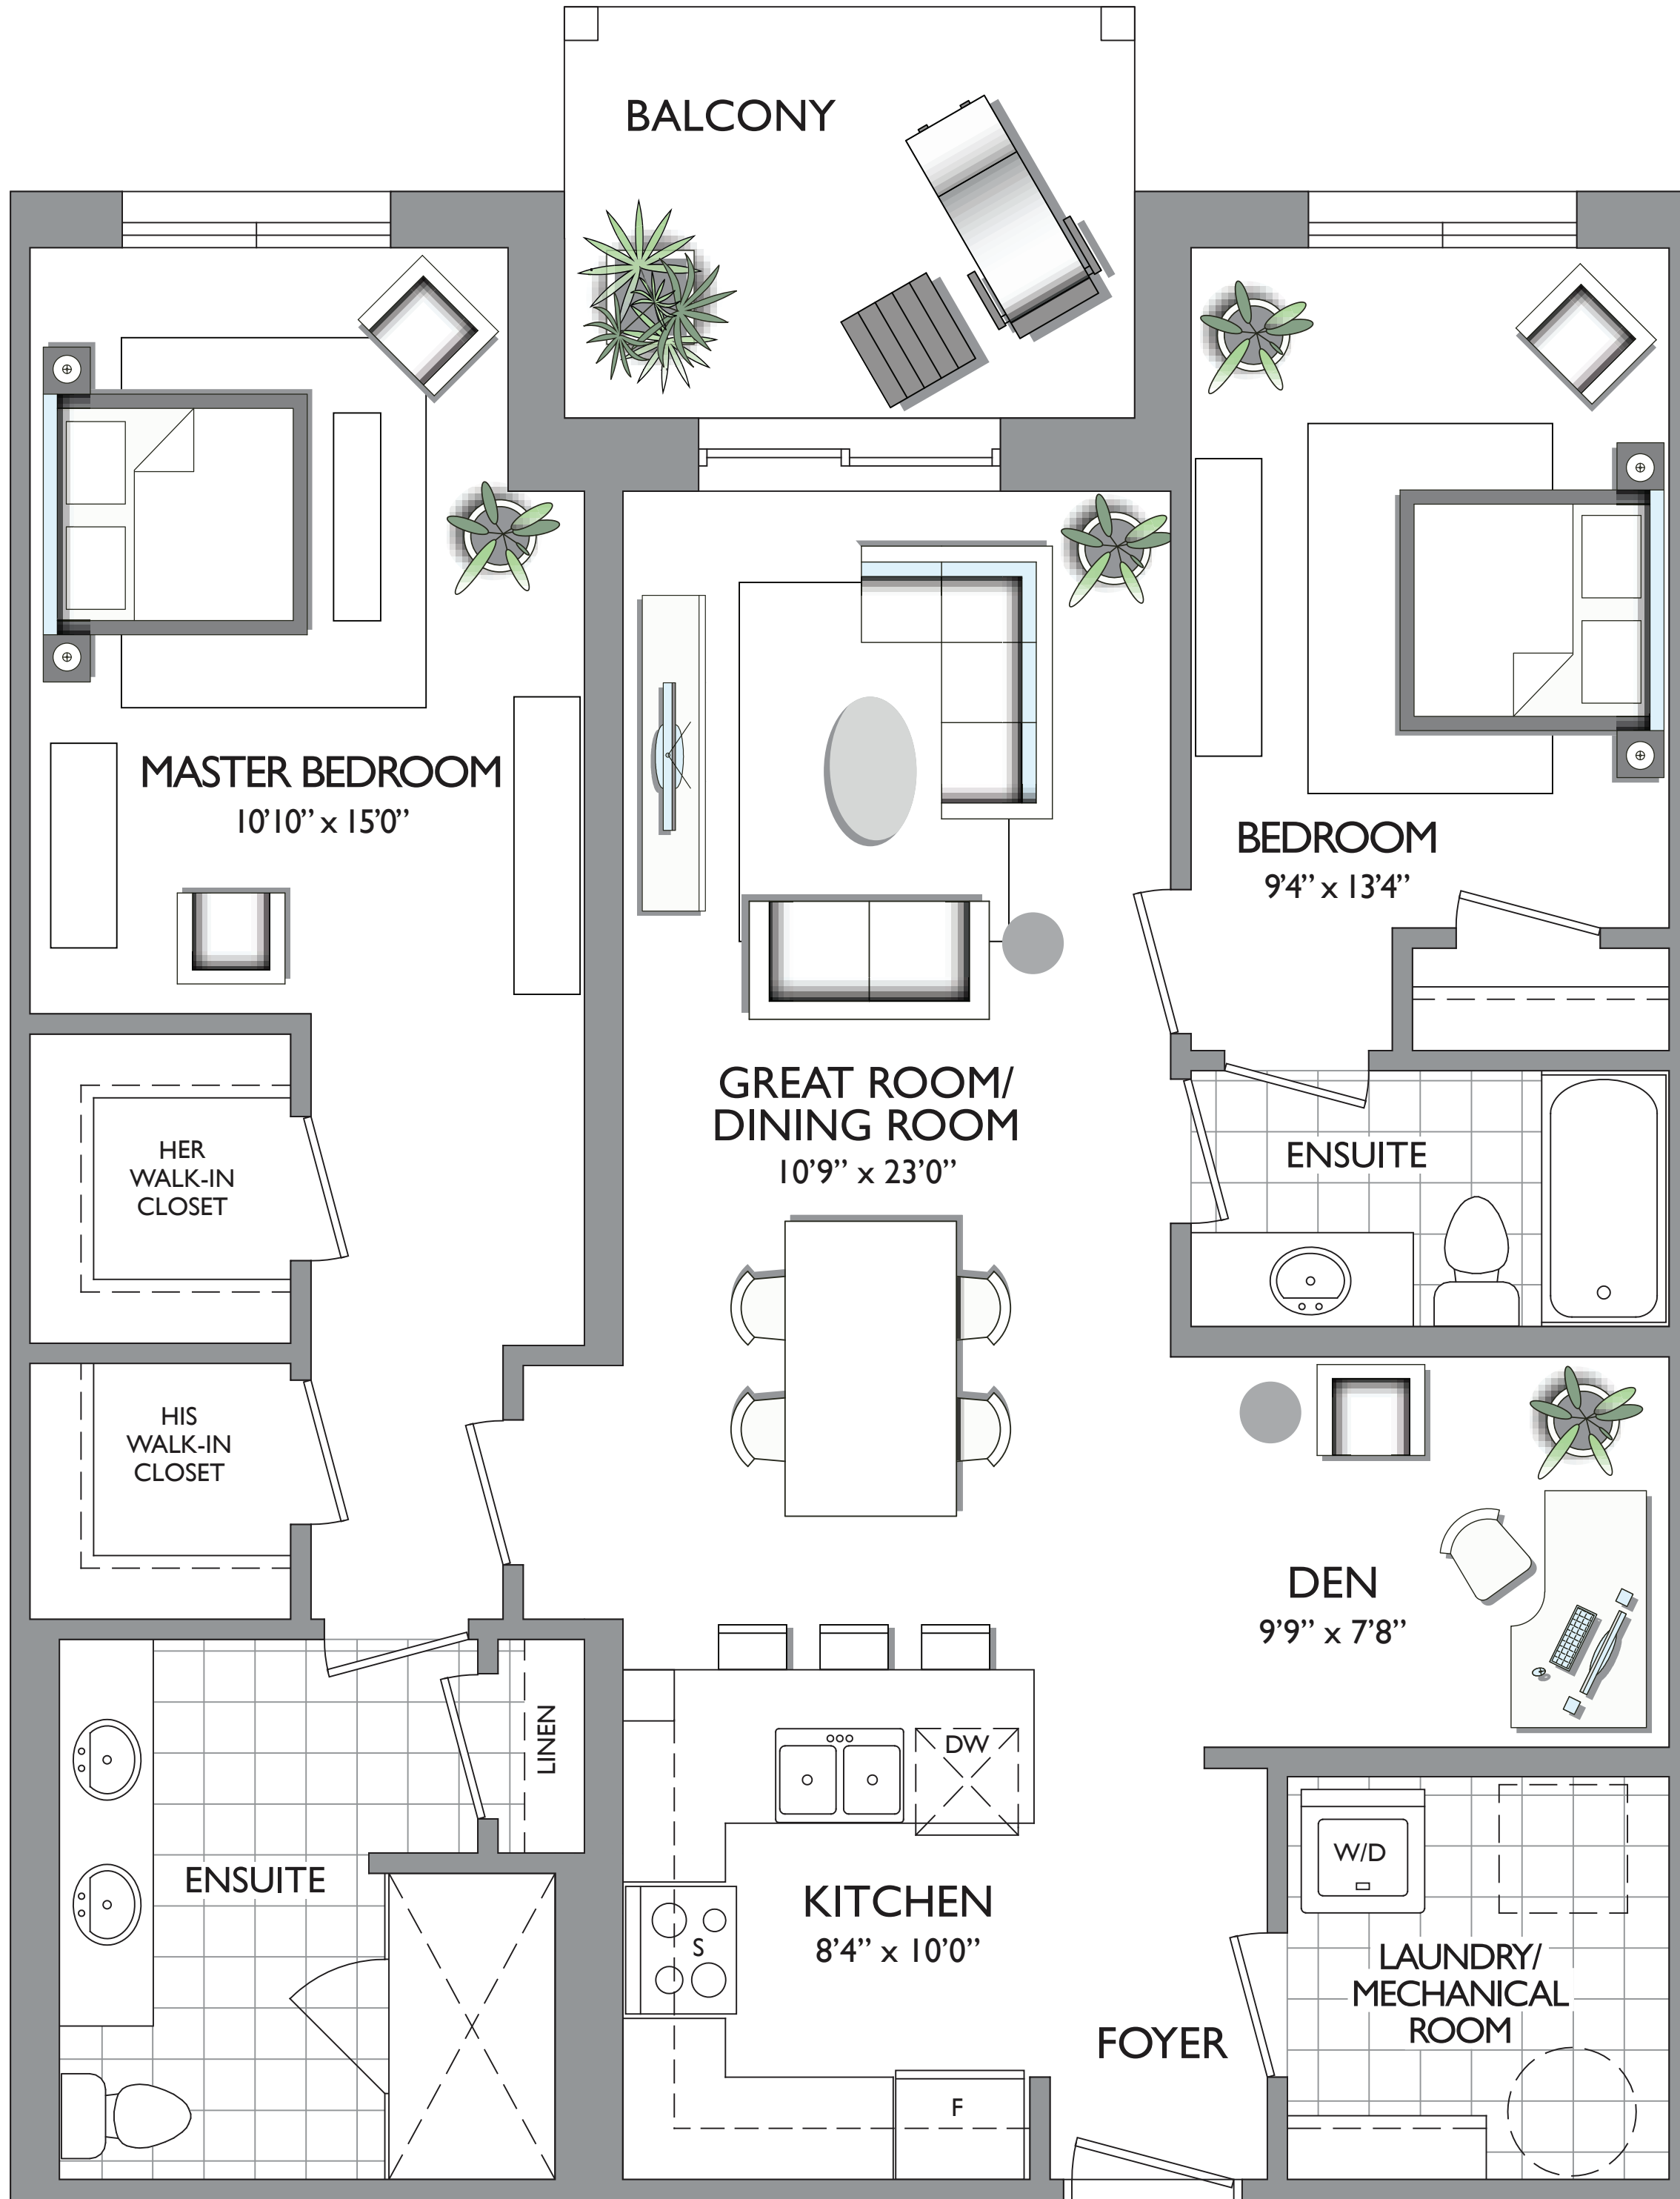 BALCONY
MASTER BEDROOM
10’10” x 15’0”
BEDROOM
9’4” x 13’4”
GREAT ROOM/
DINING ROOM
10’9” x 23’0”
HER
WALK-IN
CLOSET
ENSUITE
HIS
WALK-IN
CLOSET
DEN
9’9” x 7’8”
LINEN
DW
W/D
ENSUITE
KITCHEN
8’4” x 10’0”
S
LAUNDRY/
MECHANICAL
ROOM
FOYER
F